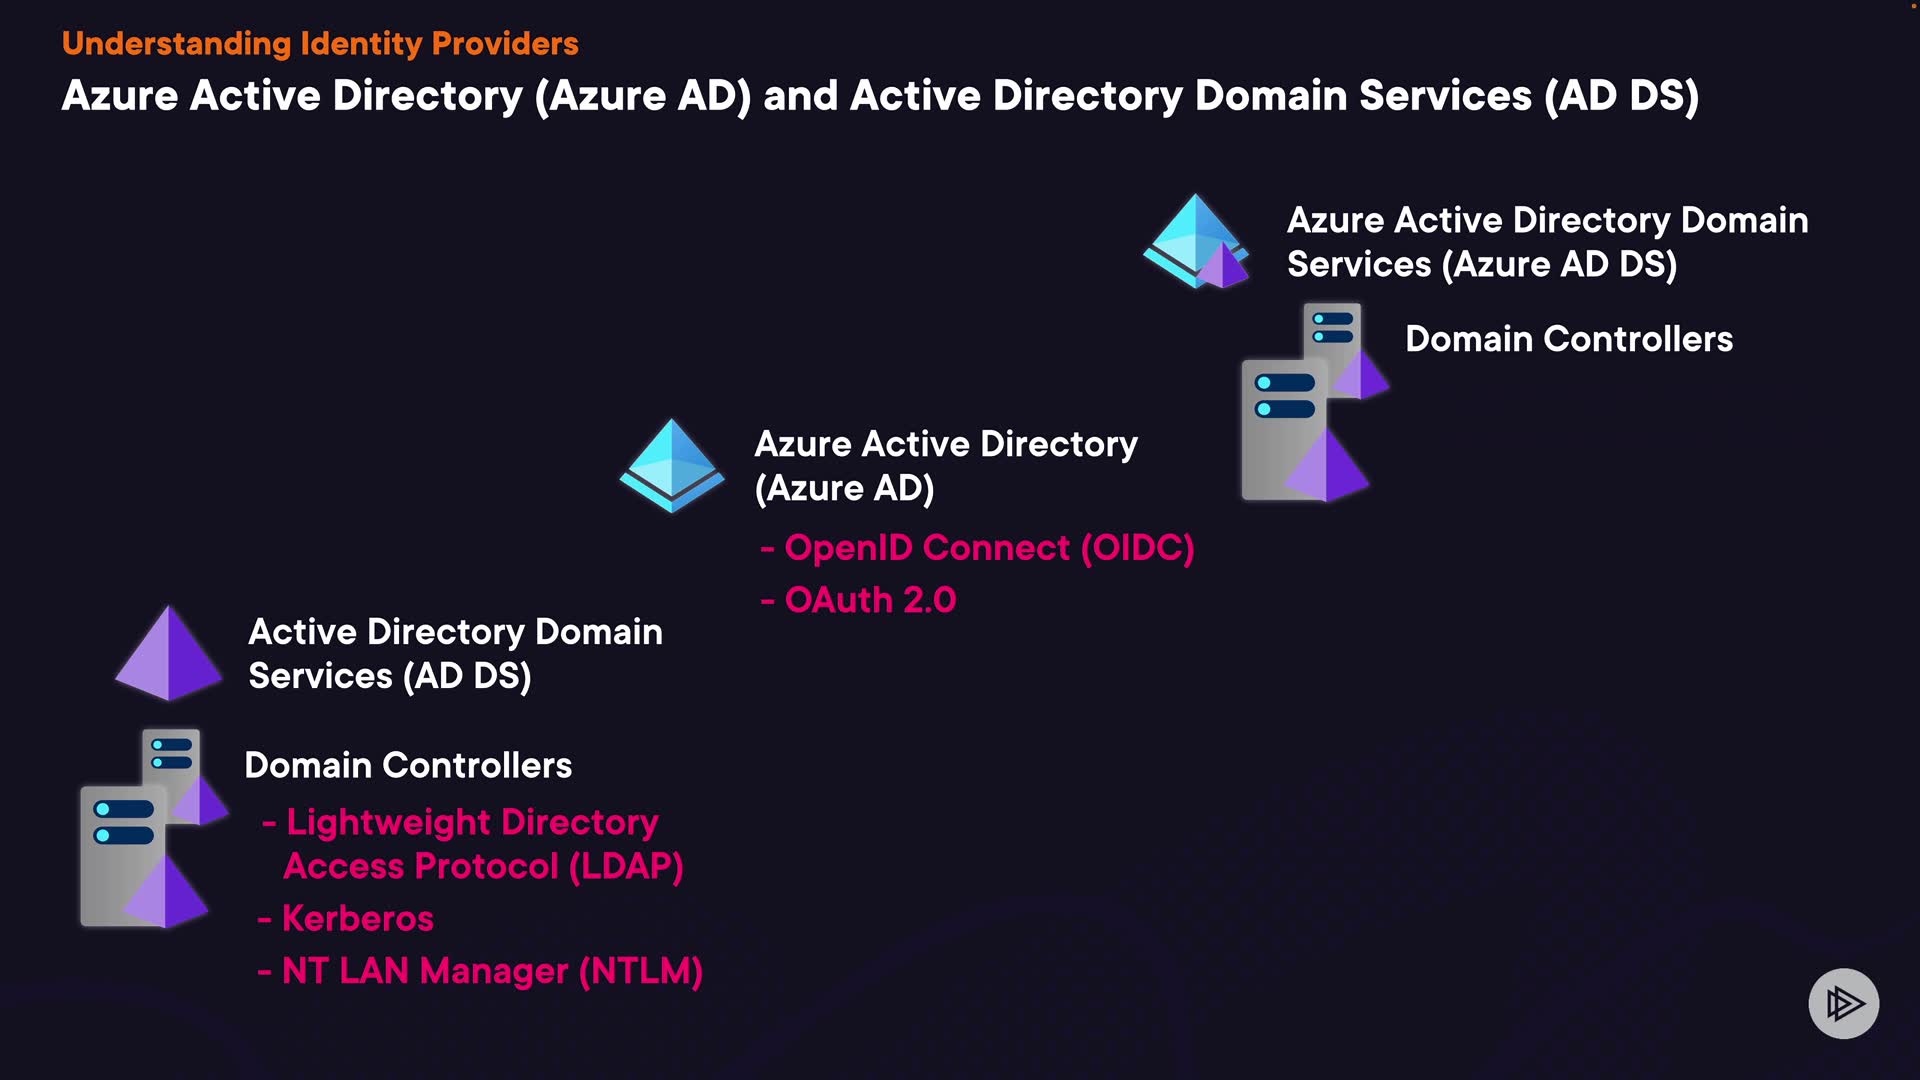 Understanding Identity Providers
Azure Active Directory (Azure AD) and Active Directory Domain Services (AD DS)
Azure Active Directory Domain
Services (Azure AD DS)
Domain Controllers
Azure Active Directory
(Azure AD)
- OpenID Connect (OIDC)
- OAuth 2.0
Active Directory Domain
Services (AD DS)
Domain Controllers
- Lightweight Directory
Access Protocol (LDAP)
- Kerberos
- NT LAN Manager (NTLM)